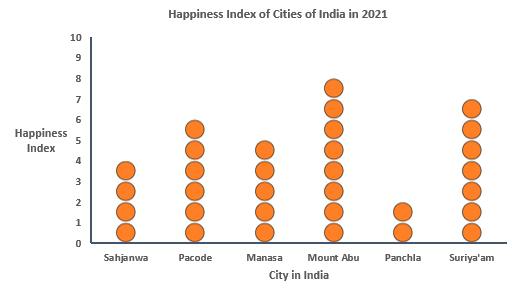 Happiness Index of Cities of India in 2021
10
9
8
7
6
5
4
3
2
1
0
Happiness
Index
Sahjanwa Pacode Manasa Mount Abu Panchla Suriya'am
City in India